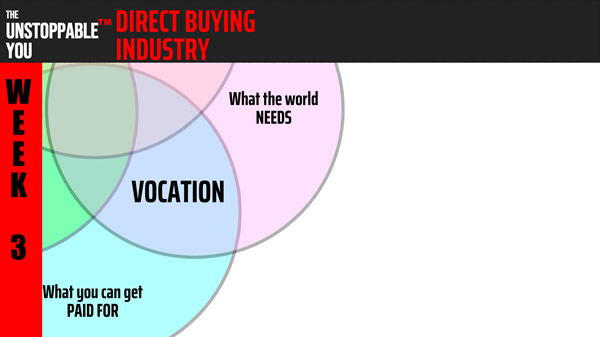 THE
UNSTOPPABLE™
YOU
DIRECT BUYING
INDUSTRY
WEEK 3
What the world
NEEDS
VOCATION
What you can get
PAID FOR